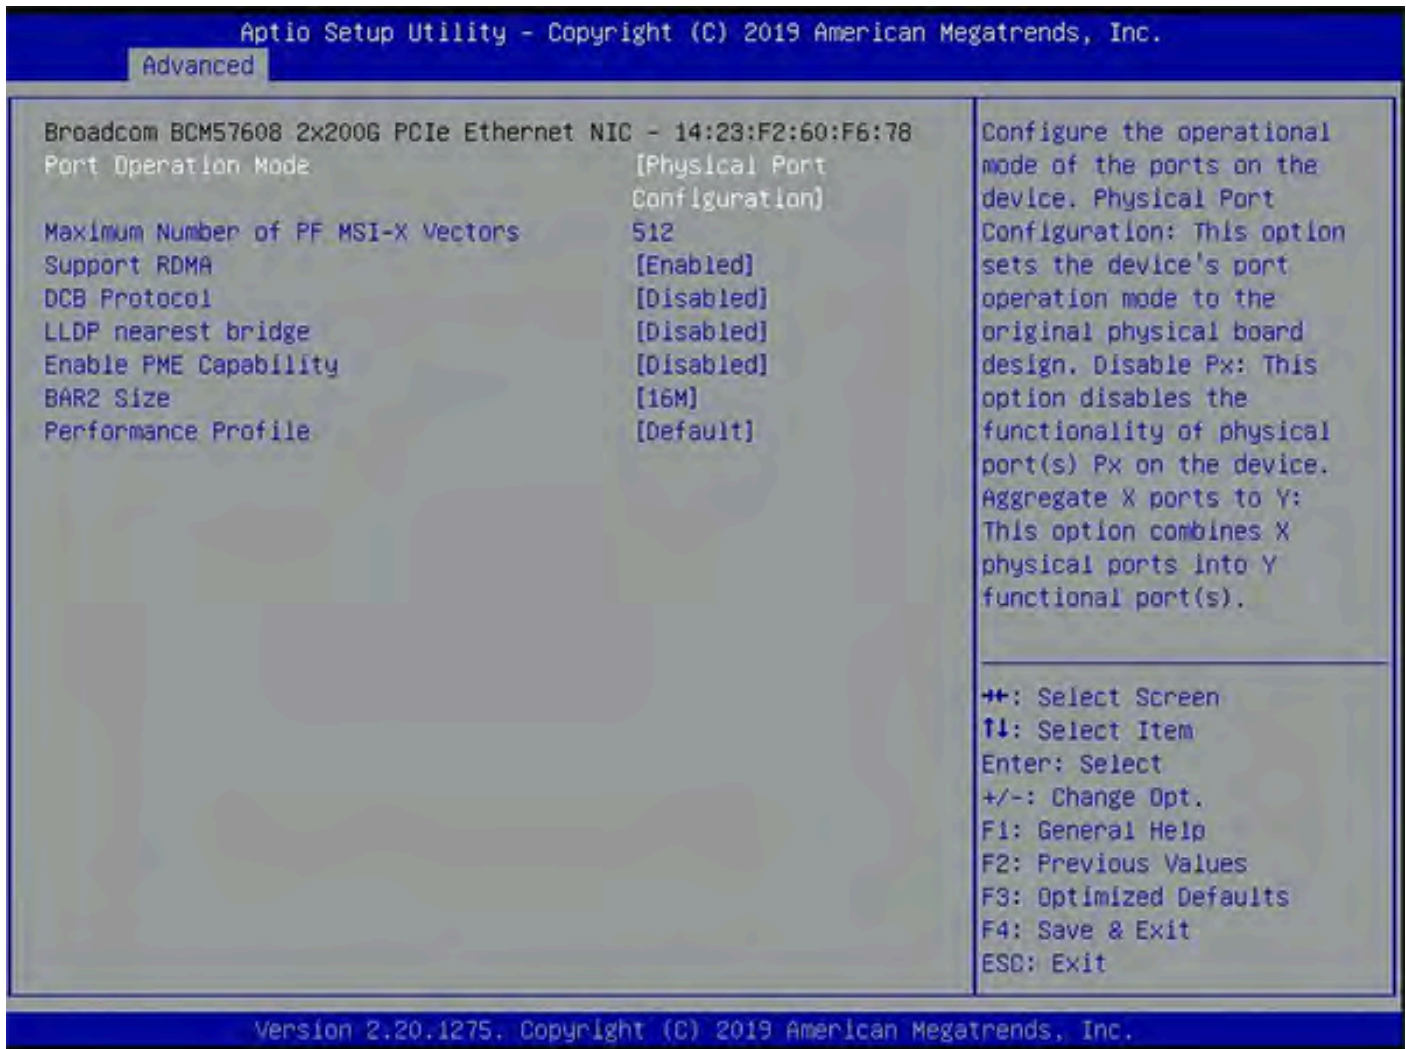 Aptio Setup Utility - Copyright (C) 2019 American Megatrends, Inc.
Advanced
Broadcom BCM57608 2x200G PCIe Ethernet NIC - 14:23:F2:60:F6:78
Port Operation Mode [Physical Port
Configuration]
Maximum Number of PF MSI-X Vectors 512
Support RDMA [Enabled]
DCB Protocol [Disabled]
LLDP nearest bridge [Disabled]
Enable PME Capability [Disabled]
BAR2 Size [16M]
Performance Profile [Default]
Configure the operational
mode of the ports on the
device. Physical Port
Configuration: This option
sets the device's port
operation mode to the
original physical board
design. Disable Px: This
option disables the
functionality of physical
port(s) Px on the device.
Aggregate X ports to Y:
This option combines X
physical ports into Y
functional port(s).
→←: Select Screen
↑↓: Select Item
Enter: Select
+/-: Change Opt.
F1: General Help
F2: Previous Values
F3: Optimized Defaults
F4: Save & Exit
ESC: Exit
Version 2.20.1275. Copyright (C) 2019 American Megatrends, Inc.